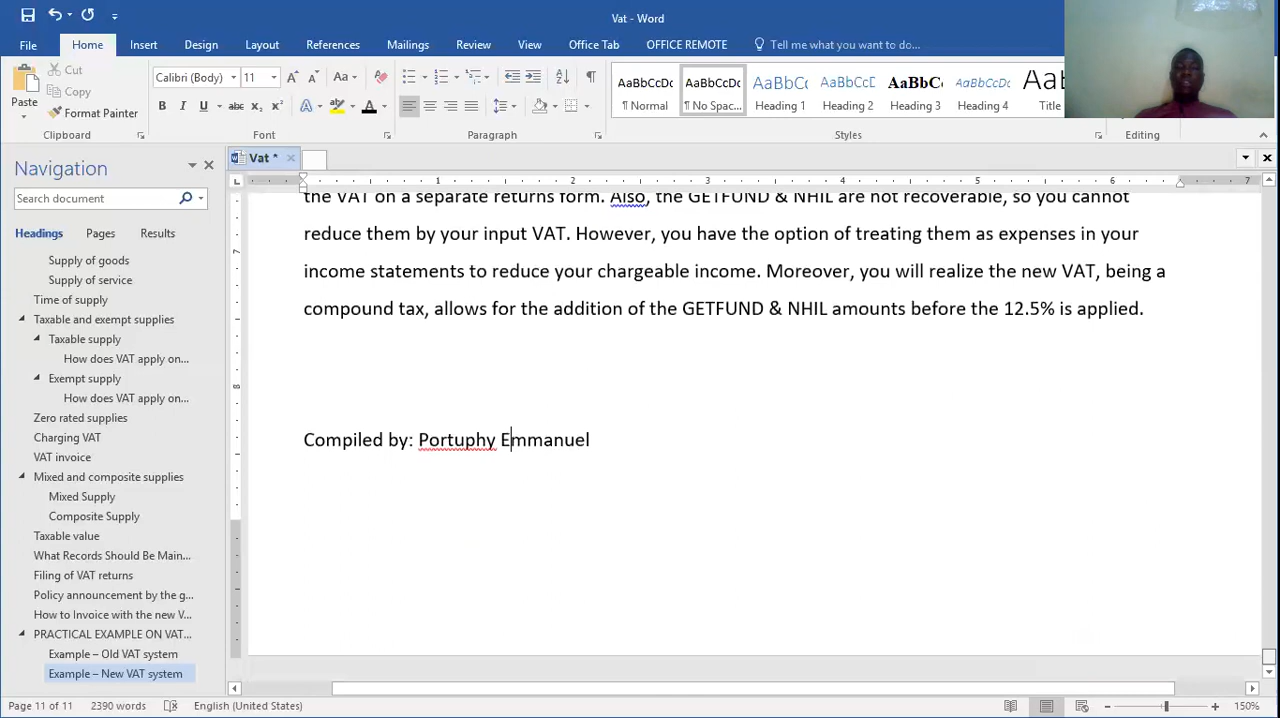 Vat - Word
File Home Insert Design Layout References Mailings Review View Office Tab OFFICE REMOTE Tell me what you want to do...
Paste
Cut
Copy
Format Painter
Clipboard
Calibri (Body) 11
Font
Paragraph
AaBbCcDc AaBbCcDc AaBbCcDc AaBbCcD AaBbCc AaBbCcDc
¶ Normal ¶ No Spac... Heading 1 Heading 2 Heading 3 Heading 4 Title
Styles
Editing
Navigation
Search document
Headings Pages Results
Supply of goods
Supply of service
Time of supply
Taxable and exempt supplies
Taxable supply
How does VAT apply on...
Exempt supply
How does VAT apply on...
Zero rated supplies
Charging VAT
VAT invoice
Mixed and composite supplies
Mixed Supply
Composite Supply
Taxable value
What Records Should Be Main...
Filing of VAT returns
Policy announcement by the g...
How to Invoice with the new V...
PRACTICAL EXAMPLE ON VAT...
Example – Old VAT system
Example – New VAT system
Vat *
1 2 3 4 5 6 7
7
8
the VAT on a separate returns form. Also, the GETFUND & NHIL are not recoverable, so you cannot
reduce them by your input VAT. However, you have the option of treating them as expenses in your
income statements to reduce your chargeable income. Moreover, you will realize the new VAT, being a
compound tax, allows for the addition of the GETFUND & NHIL amounts before the 12.5% is applied.
Compiled by: Portuphy Emmanuel
Page 11 of 11 2390 words English (United States) 150%